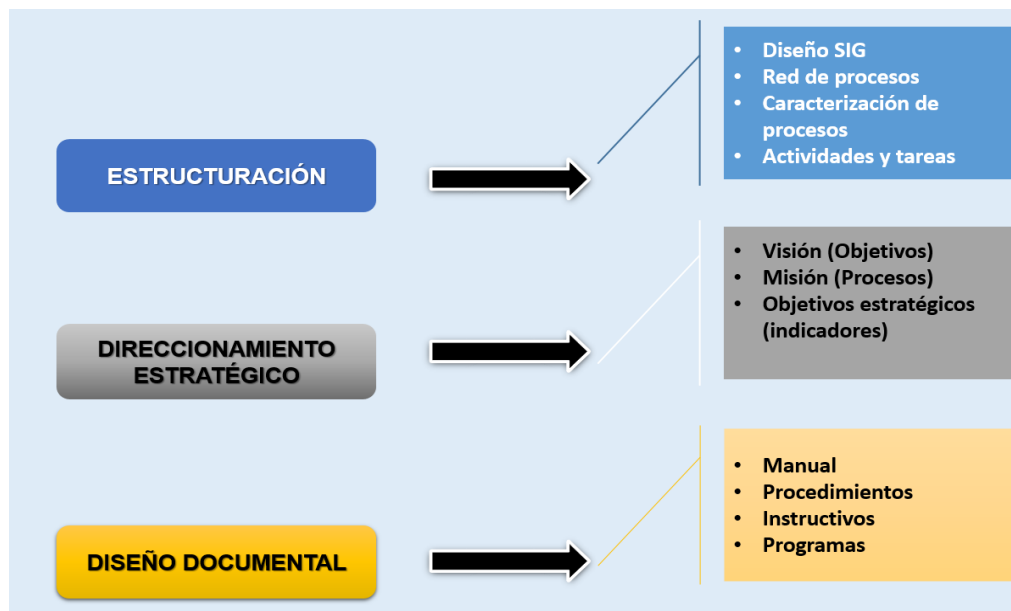 ESTRUCTURACIÓN
• Diseño SIG
• Red de procesos
• Caracterización de
procesos
• Actividades y tareas
DIRECCIONAMIENTO
ESTRATÉGICO
• Visión (Objetivos)
• Misión (Procesos)
• Objetivos estratégicos
(indicadores)
DISEÑO DOCUMENTAL
• Manual
• Procedimientos
• Instructivos
• Programas